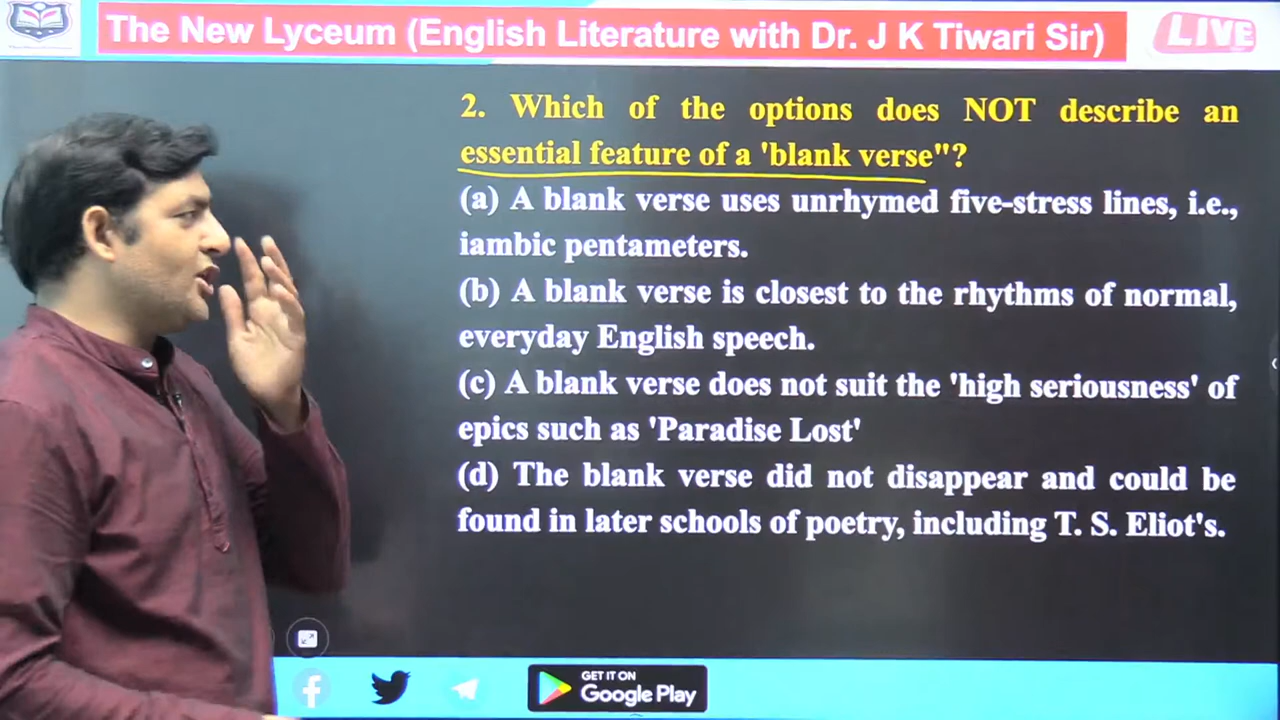 The New Lyceum (English Literature with Dr. J K Tiwari Sir)
LIVE
2. Which of the options does NOT describe an
essential feature of a 'blank verse"?
(a) A blank verse uses unrhymed five-stress lines, i.e.,
iambic pentameters.
(b) A blank verse is closest to the rhythms of normal,
everyday English speech.
(c) A blank verse does not suit the 'high seriousness' of
epics such as 'Paradise Lost'
(d) The blank verse did not disappear and could be
found in later schools of poetry, including T. S. Eliot's.
GET IT ON
Google Play